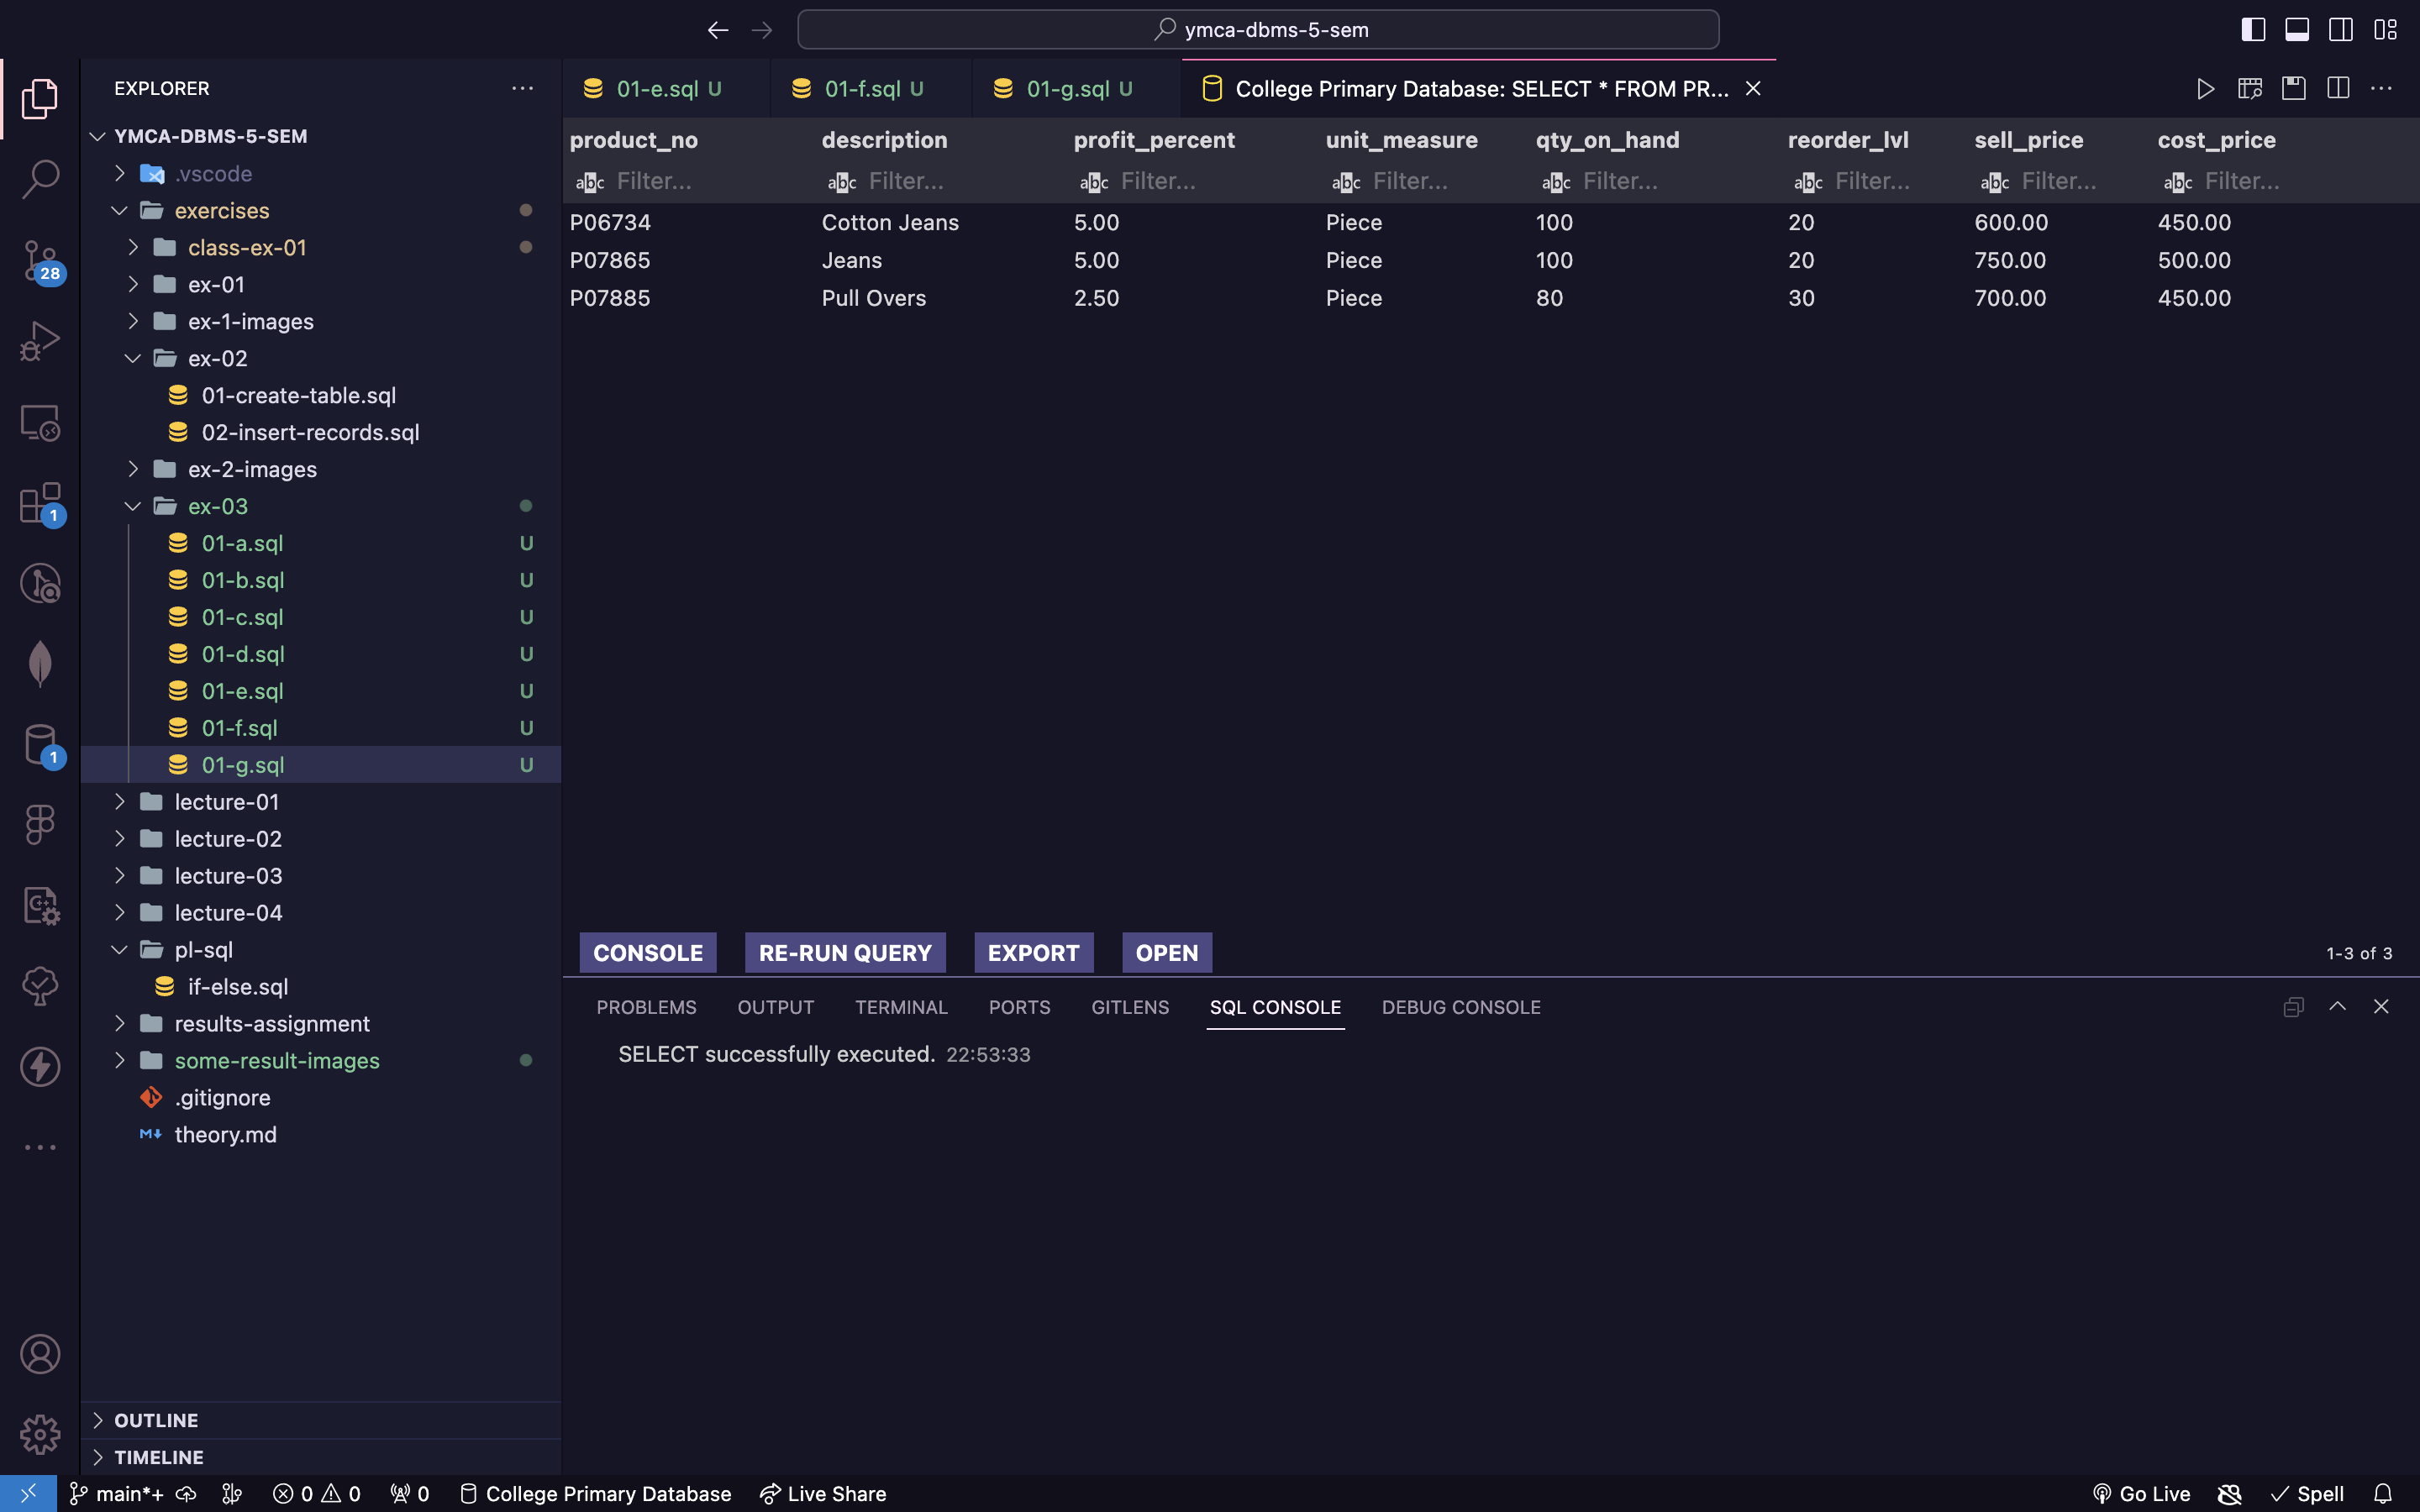 ymca-dbms-5-sem
EXPLORER
YMCA-DBMS-5-SEM
.vscode
exercises
class-ex-01
ex-01
ex-1-images
ex-02
01-create-table.sql
02-insert-records.sql
ex-2-images
ex-03
01-a.sql U
01-b.sql U
01-c.sql U
01-d.sql U
01-e.sql U
01-f.sql U
01-g.sql U
lecture-01
lecture-02
lecture-03
lecture-04
pl-sql
if-else.sql
results-assignment
some-result-images
.gitignore
theory.md
OUTLINE
TIMELINE
28
1
1
01-e.sql U 01-f.sql U 01-g.sql U College Primary Database: SELECT * FROM PR...
product_no description profit_percent unit_measure qty_on_hand reorder_lvl sell_price cost_price
abc Filter... abc Filter... abc Filter... abc Filter... abc Filter... abc Filter... abc Filter... abc Filter...
P06734 Cotton Jeans 5.00 Piece 100 20 600.00 450.00
P07865 Jeans 5.00 Piece 100 20 750.00 500.00
P07885 Pull Overs 2.50 Piece 80 30 700.00 450.00
CONSOLE RE-RUN QUERY EXPORT OPEN 1-3 of 3
PROBLEMS OUTPUT TERMINAL PORTS GITLENS SQL CONSOLE DEBUG CONSOLE
SELECT successfully executed. 22:53:33
main*+ 0 0 0 College Primary Database Live Share Go Live Spell